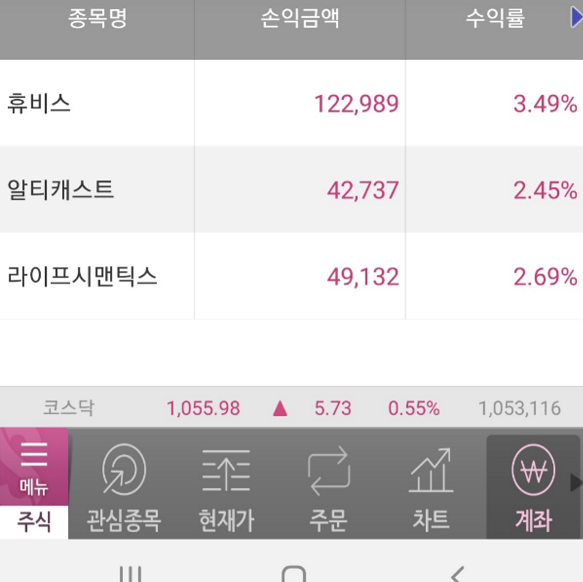 종목명 손익금액 수익률
휴비스 122,989 3.49%
알티캐스트 42,737 2.45%
라이프시맨틱스 49,132 2.69%
코스닥 1,055.98 ▲ 5.73 0.55% 1,053,116
메뉴
주식 관심종목 현재가 주문 차트 계좌